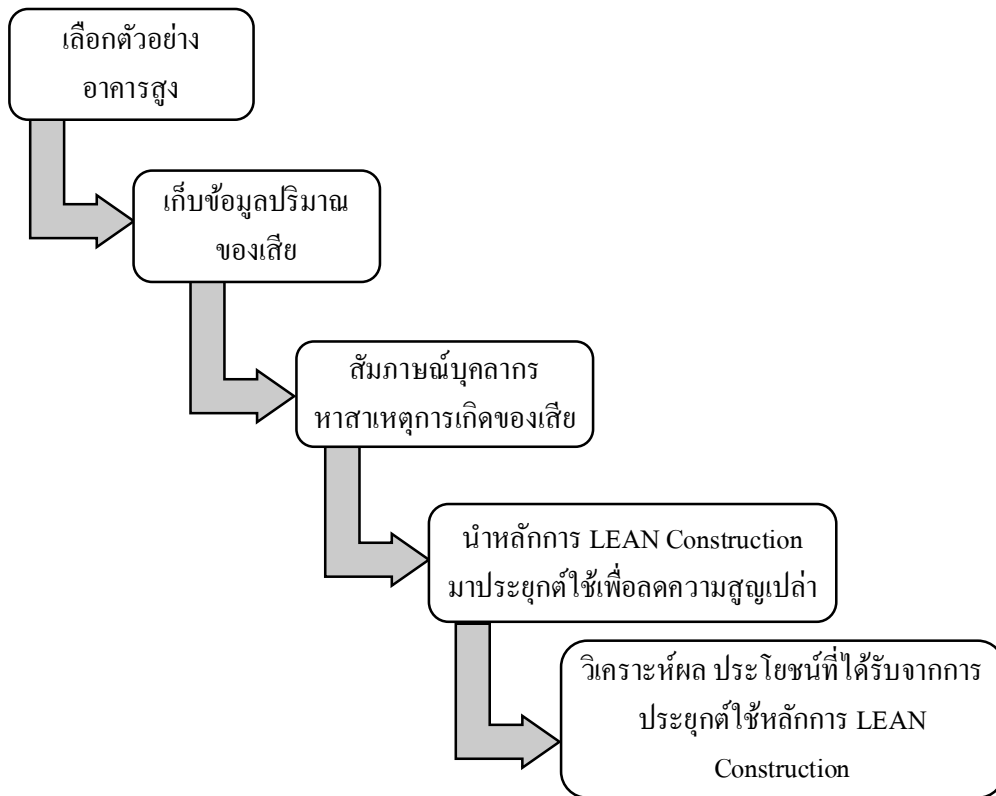 เลือกตัวอย่าง
อาคารสูง
เก็บข้อมูลปริมาณ
ของเสีย
สัมภาษณ์บุคลากร
หาสาเหตุการเกิดของเสีย
นำหลักการ LEAN Construction
มาประยุกต์ใช้เพื่อลดความสูญเปล่า
วิเคราะห์ผล ประโยชน์ที่ได้รับจากการ
ประยุกต์ใช้หลักการ LEAN
Construction